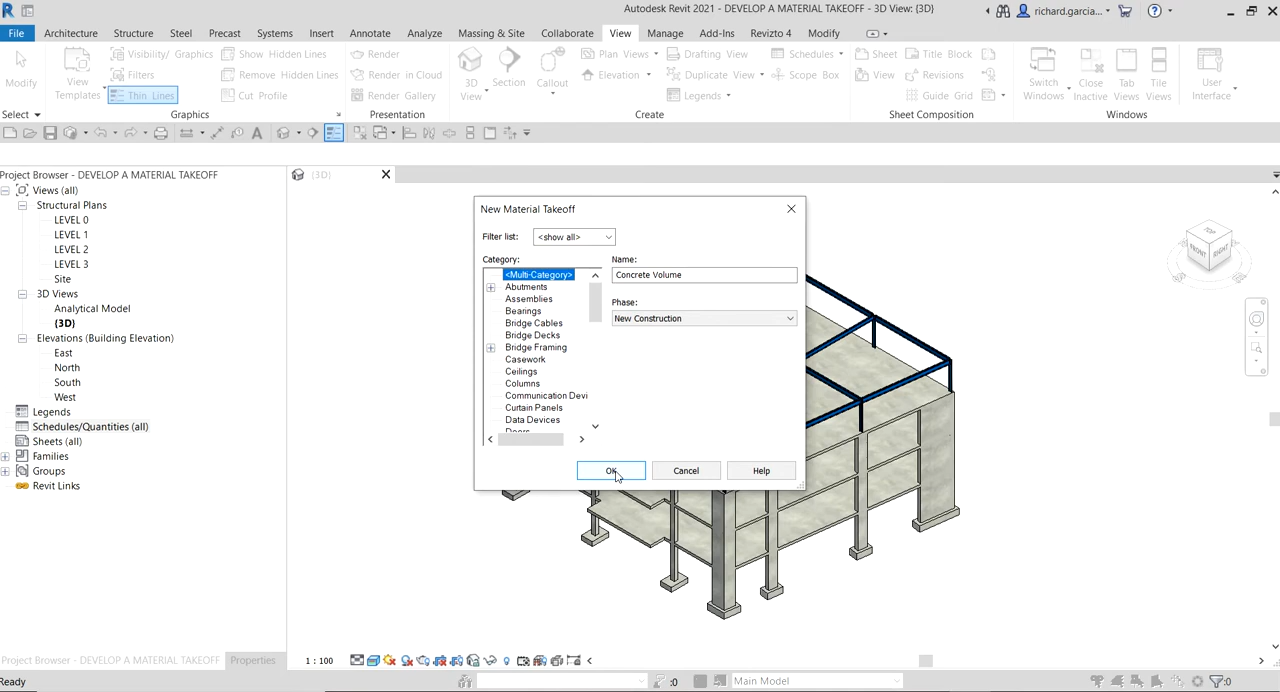 Autodesk Revit 2021 - DEVELOP A MATERIAL TAKEOFF - 3D View: {3D}
richard.garcia...
File Architecture Structure Steel Precast Systems Insert Annotate Analyze Massing & Site Collaborate View Manage Add-Ins Revizto 4 Modify
Modify
View Templates
Visibility/ Graphics
Filters
Thin Lines
Show Hidden Lines
Remove Hidden Lines
Cut Profile
Render
Render in Cloud
Render Gallery
3D View
Section
Callout
Plan Views
Elevation
Drafting View
Duplicate View
Legends
Schedules
Scope Box
Sheet
View
Title Block
Revisions
Guide Grid
Switch Windows
Close Inactive
Tab Views
Tile Views
User Interface
Select
Graphics
Presentation
Create
Sheet Composition
Windows
Project Browser - DEVELOP A MATERIAL TAKEOFF
{3D}
Views (all)
Structural Plans
LEVEL 0
LEVEL 1
LEVEL 2
LEVEL 3
Site
3D Views
Analytical Model
{3D}
Elevations (Building Elevation)
East
North
South
West
Legends
Schedules/Quantities (all)
Sheets (all)
Families
Groups
Revit Links
New Material Takeoff
Filter list: <show all>
Category:
<Multi-Category>
Abutments
Assemblies
Bearings
Bridge Cables
Bridge Decks
Bridge Framing
Casework
Ceilings
Columns
Communication Devi
Curtain Panels
Data Devices
Doors
Name:
Concrete Volume
Phase:
New Construction
OK Cancel Help
TOP
FRONT RIGHT
Project Browser - DEVELOP A MATERIAL TAKEOFF Properties
1 : 100
Ready
:0
Main Model
:0